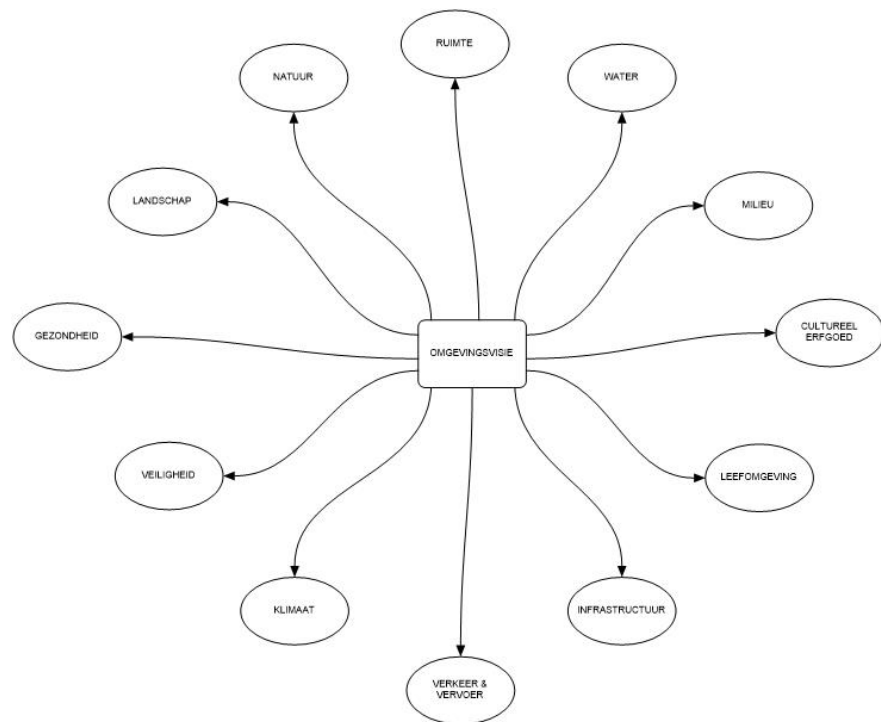 RUIMTE
NATUUR
WATER
LANDSCHAP
MILIEU
GEZONDHEID
CULTUREEL
ERFGOED
OMGEVINGSVISIE
VEILIGHEID
LEEFOMGEVING
KLIMAAT
INFRASTRUCTUUR
VERKEER &
VERVOER